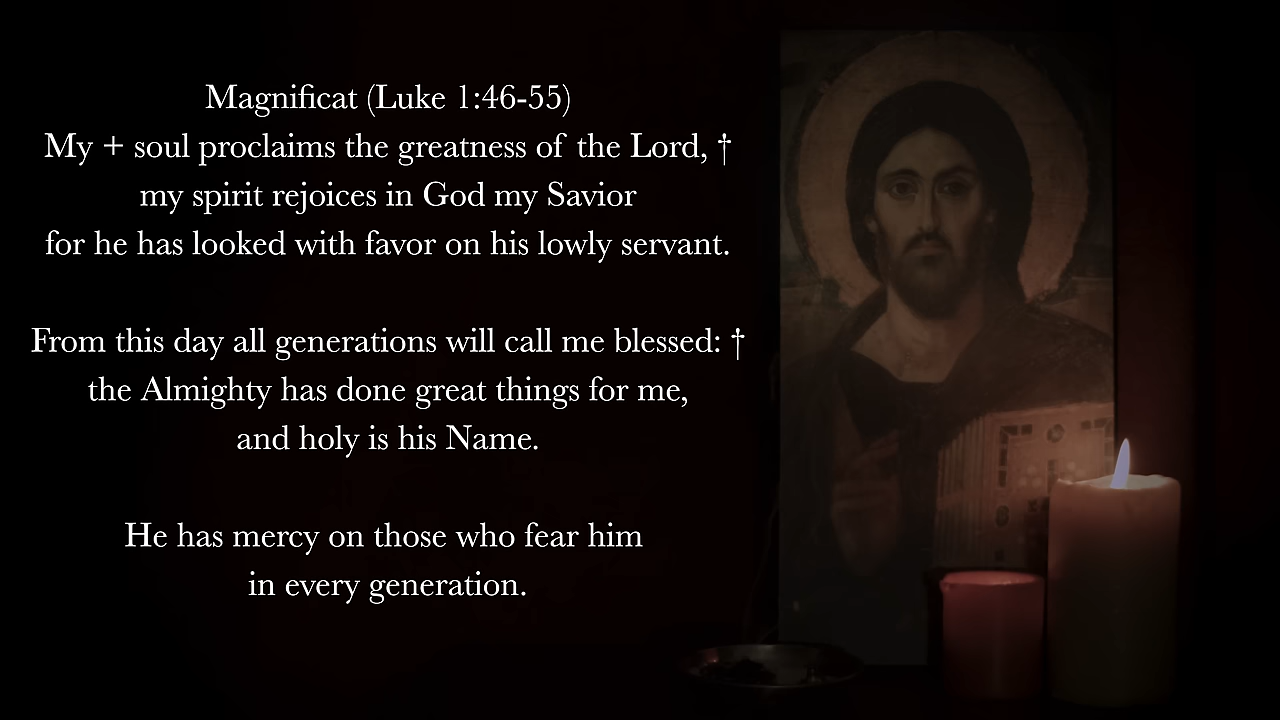 Magnificat (Luke 1:46-55)
My + soul proclaims the greatness of the Lord, †
my spirit rejoices in God my Savior
for he has looked with favor on his lowly servant.
From this day all generations will call me blessed: †
the Almighty has done great things for me,
and holy is his Name.
He has mercy on those who fear him
in every generation.